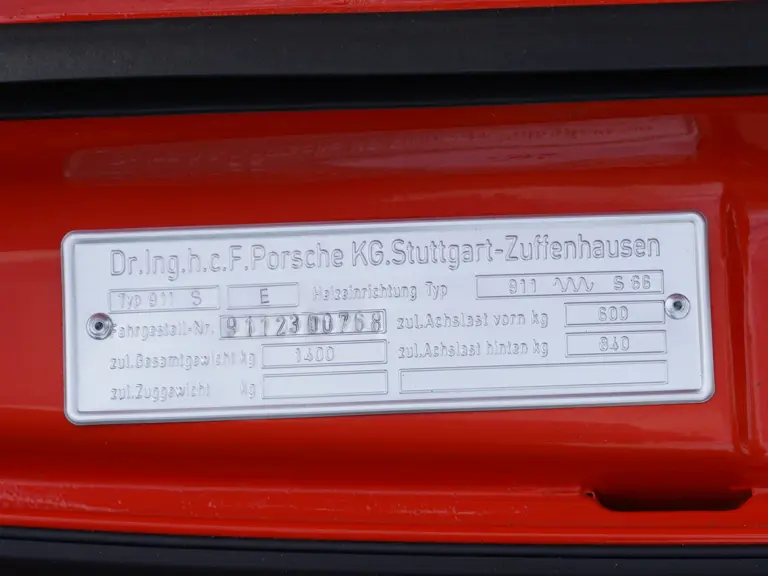 Dr.Ing.h.c.F.Porsche KG.Stuttgart-Zuffenhausen
Typ 911 S E Heizeinrichtung Typ 911 S 66
Fahrgestell-Nr. 9112300768 zul.Achslast vorn kg 600
zul.Gesamtgewicht kg 1400 zul.Achslast hinten kg 840
zul.Zuggewicht kg